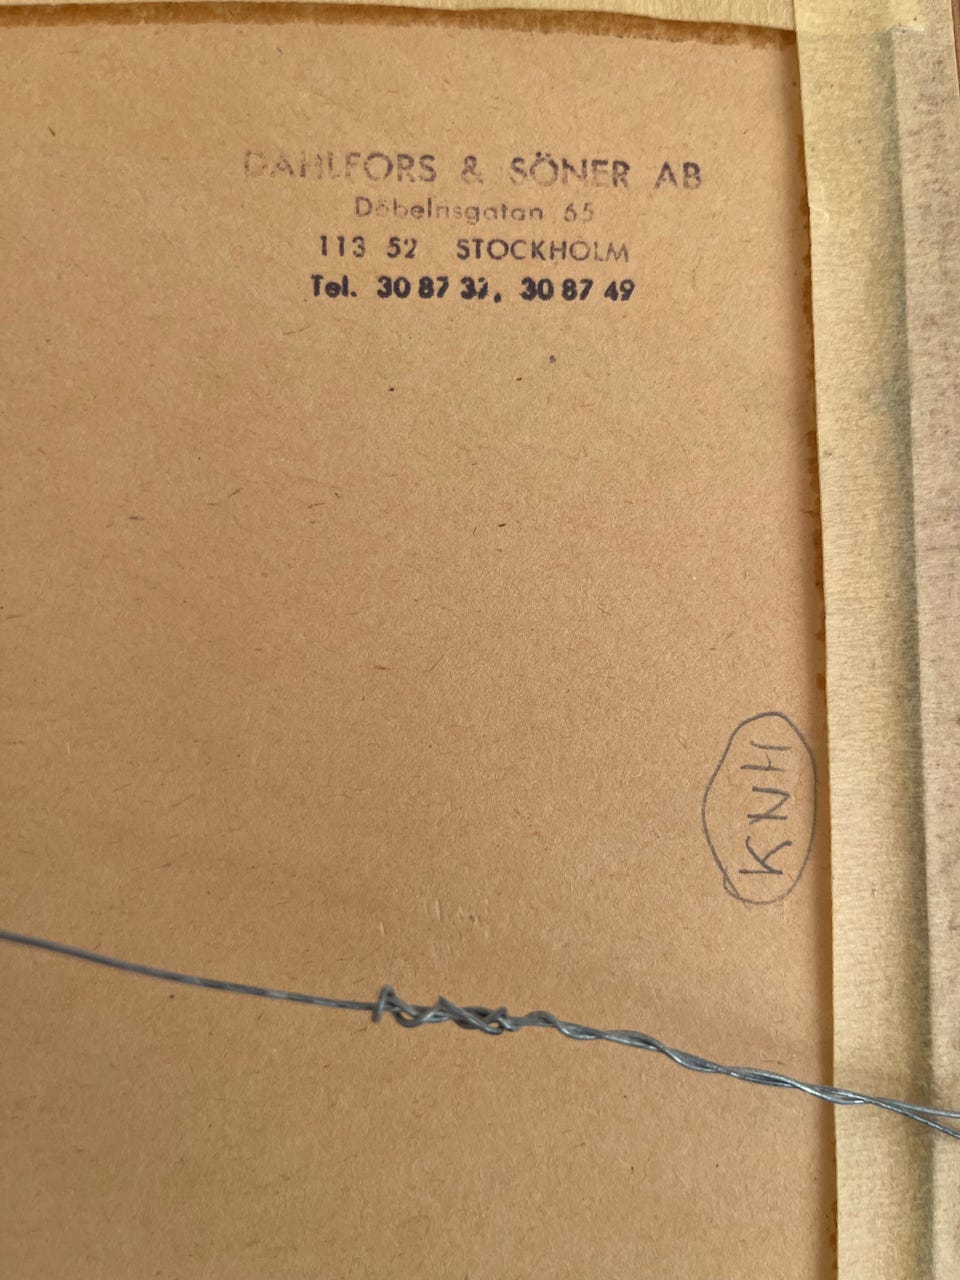 DAHLFORS & SÖNER AB
Döbelnsgatan 65
113 52 STOCKHOLM
Tel. 30 87 , 30 87 49
KNH